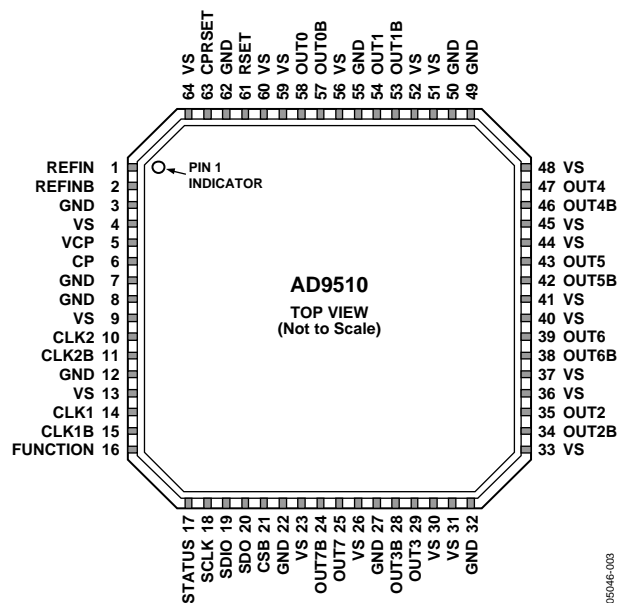 64 VS
63 CPRSET
62 GND
61 RSET
60 VS
59 VS
58 OUT0
57 OUT0B
56 VS
55 GND
54 OUT1
53 OUT1B
52 VS
51 VS
50 GND
49 GND
REFIN 1
REFINB 2
GND 3
VS 4
VCP 5
CP 6
GND 7
GND 8
VS 9
CLK2 10
CLK2B 11
GND 12
VS 13
CLK1 14
CLK1B 15
FUNCTION 16
PIN 1
INDICATOR
AD9510
TOP VIEW
(Not to Scale)
48 VS
47 OUT4
46 OUT4B
45 VS
44 VS
43 OUT5
42 OUT5B
41 VS
40 VS
39 OUT6
38 OUT6B
37 VS
36 VS
35 OUT2
34 OUT2B
33 VS
STATUS 17
SCLK 18
SDIO 19
SDO 20
CSB 21
GND 22
VS 23
OUT7B 24
OUT7 25
VS 26
GND 27
OUT3B 28
OUT3 29
VS 30
VS 31
GND 32
05046-003